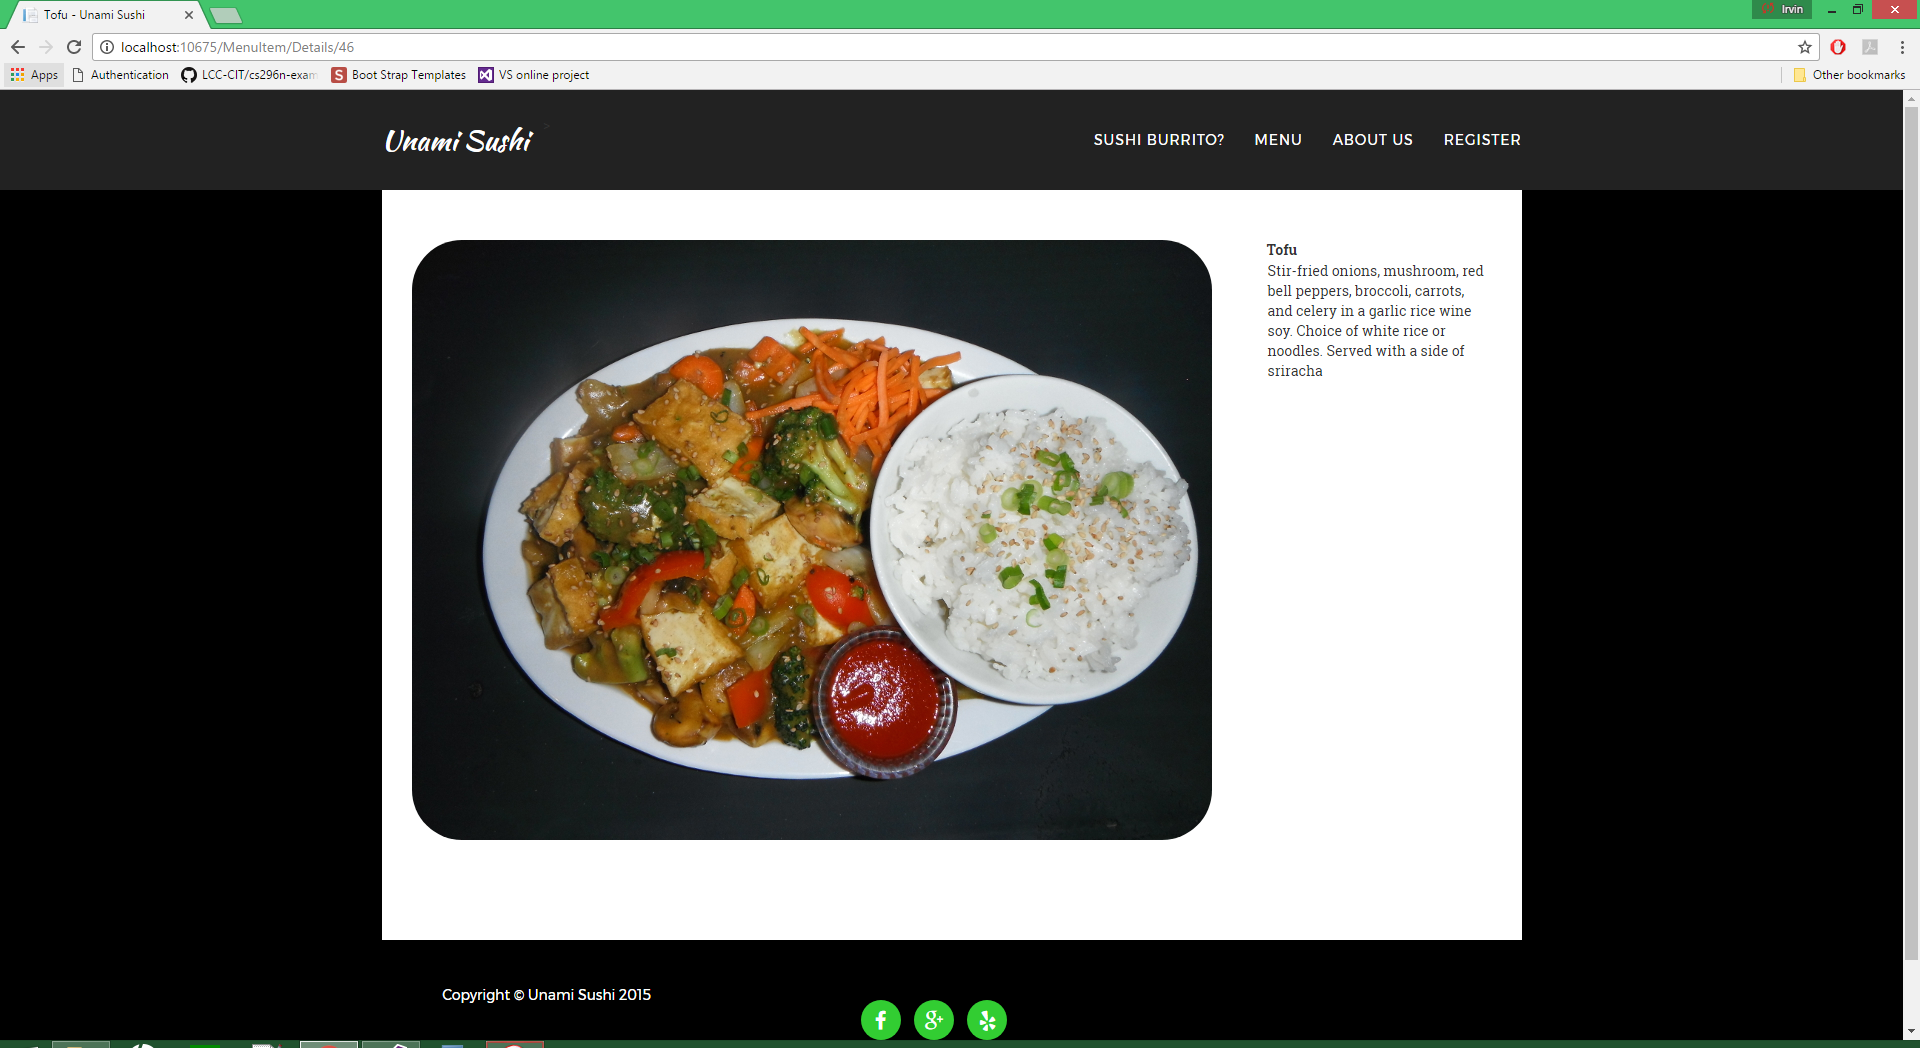 Tofu - Unami Sushi
Irvin
localhost:10675/MenuItem/Details/46
Apps Authentication LCC-CIT/cs296n-exam Boot Strap Templates VS online project Other bookmarks
Unami Sushi
SUSHI BURRITO? MENU ABOUT US REGISTER
Tofu
Stir-fried onions, mushroom, red
bell peppers, broccoli, carrots,
and celery in a garlic rice wine
soy. Choice of white rice or
noodles. Served with a side of
sriracha
Copyright © Unami Sushi 2015